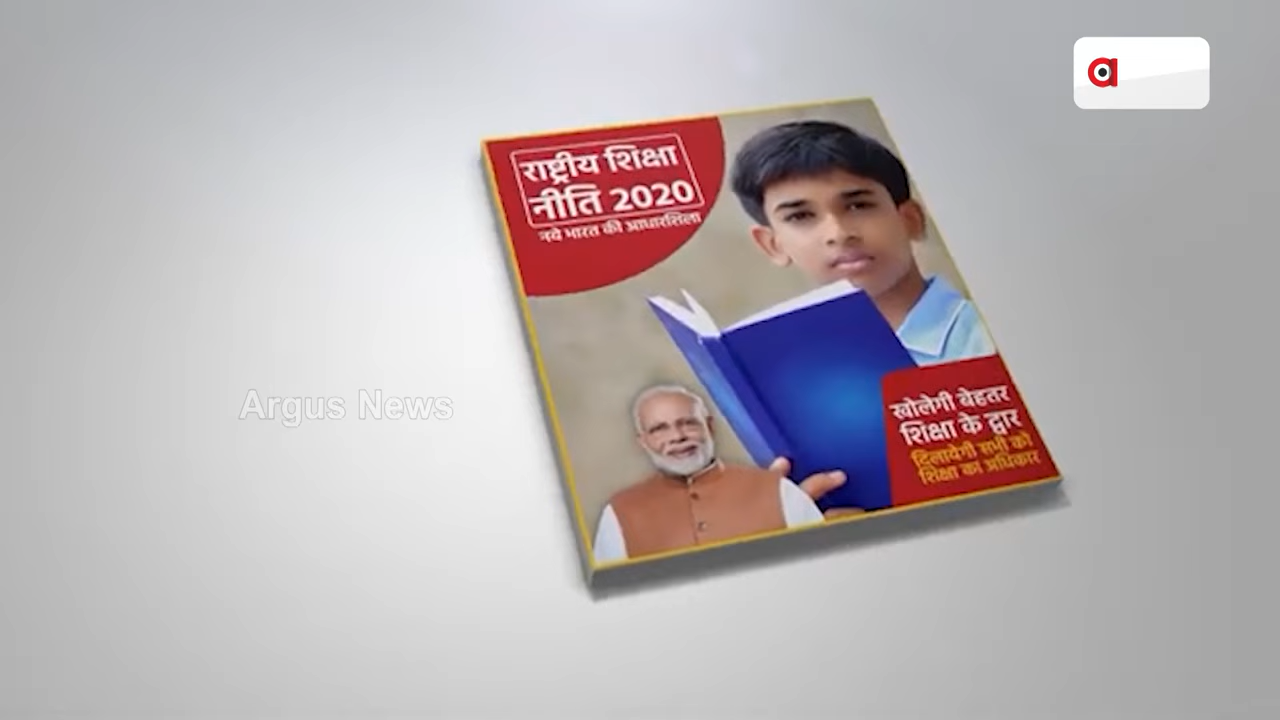 राष्ट्रीय शिक्षा
नीति 2020
नये भारत की आधारशिला
Argus News
खोलेगी बेहतर
शिक्षा के द्वार
दिलायेगी सभी को
शिक्षा का अधिकार